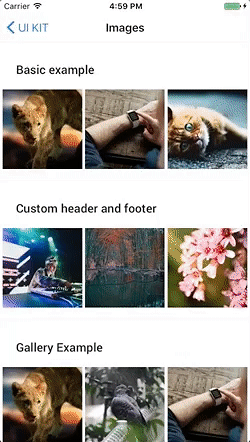 Carrier 4:59 PM
UI KIT Images
Basic example
Custom header and footer
Gallery Example